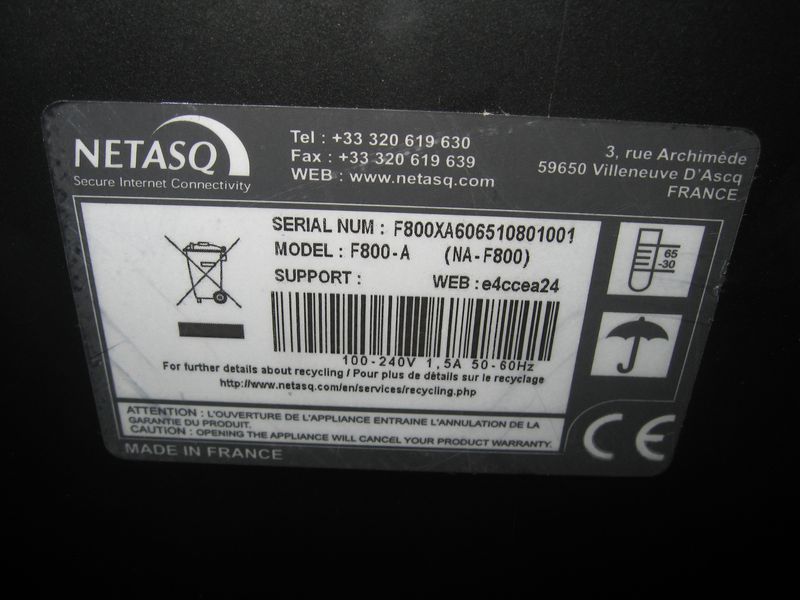 NETASQ
Secure Internet Connectivity
Tel : +33 320 619 630
Fax : +33 320 619 639
WEB : www.netasq.com
3, rue Archimède
59650 Villeneuve D'Ascq
FRANCE
SERIAL NUM : F800XA606510801001
MODEL : F800-A (NA-F800)
SUPPORT : WEB : e4ccea24
100-240V 1,5A 50-60Hz
For further details about recycling / Pour plus de détails sur le recyclage
http://www.netasq.com/en/services/recycling.php
65
-30
ATTENTION : L'OUVERTURE DE L'APPLIANCE ENTRAINE L'ANNULATION DE LA
GARANTIE DU PRODUIT.
CAUTION : OPENING THE APPLIANCE WILL CANCEL YOUR PRODUCT WARRANTY.
MADE IN FRANCE
CE